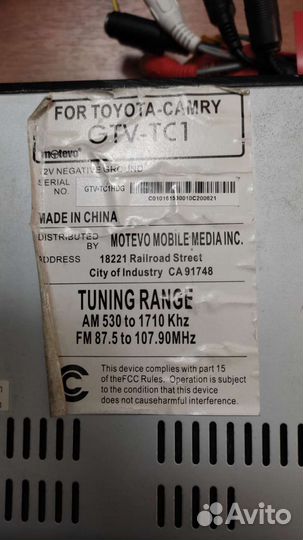 FOR TOYOTA-CAMRY
motevo
GTV-TC1
2V NEGATIVE GROUND
SERIAL NO.
GTV-TC1HDG
MADE IN CHINA
DISTRIBUTED BY MOTEVO MOBILE MEDIA INC.
ADDRESS 18221 Railroad Street
City of Industry CA 91748
TUNING RANGE
AM 530 to 1710 Khz
FM 87.5 to 107.90MHz
This device complies with part 15
of theFCC Rules. Operation is subject
to the condition that this device
does not causeharmful interference.
Avito